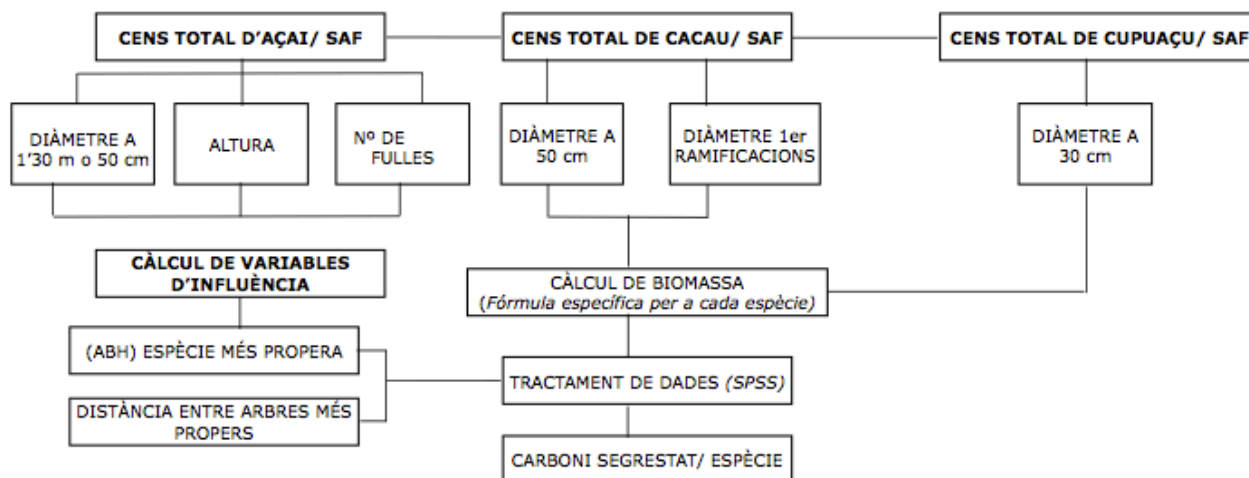 CENS TOTAL D'AÇAI/ SAF
CENS TOTAL DE CACAU/ SAF
CENS TOTAL DE CUPUAÇU/ SAF
DIÀMETRE A
1'30 m o 50 cm
ALTURA
Nº DE
FULLES
DIÀMETRE A
50 cm
DIÀMETRE 1er
RAMIFICACIONS
DIÀMETRE A
30 cm
CÀLCUL DE VARIABLES
D'INFLUÈNCIA
CÀLCUL DE BIOMASSA
(Fórmula específica per a cada espècie)
(ABH) ESPÈCIE MÉS PROPERA
TRACTAMENT DE DADES (SPSS)
DISTÀNCIA ENTRE ARBRES MÉS
PROPERS
CARBONI SEGRESTAT/ ESPÈCIE